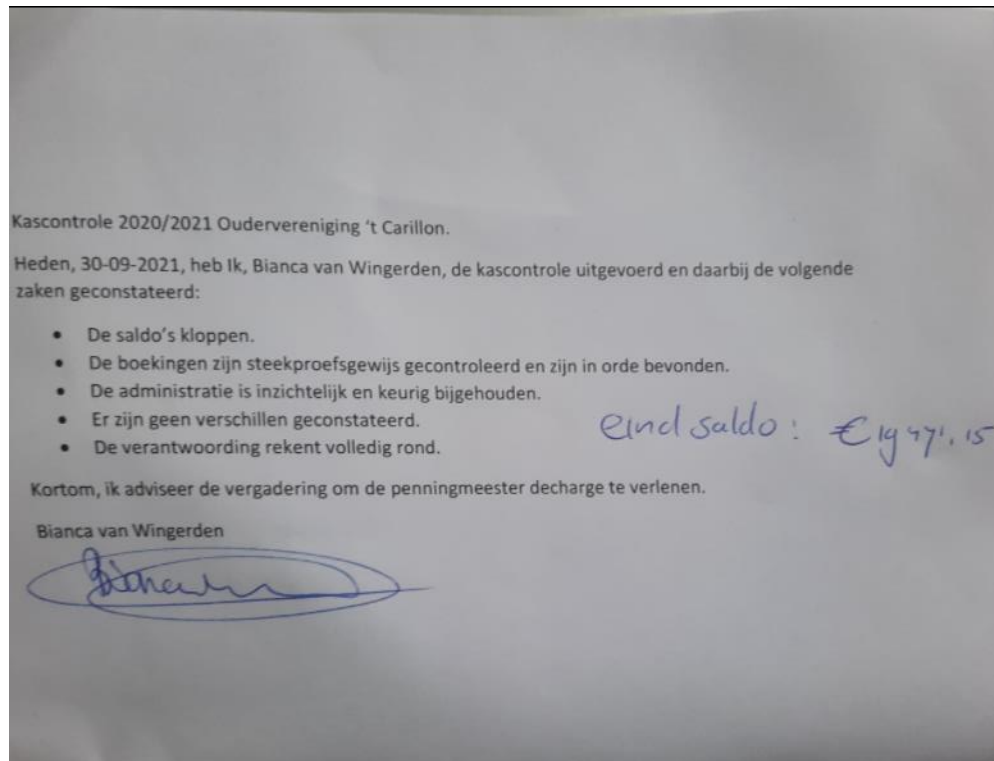 Kascontrole 2020/2021 Oudervereniging 't Carillon.
Heden, 30-09-2021, heb Ik, Bianca van Wingerden, de kascontrole uitgevoerd en daarbij de volgende
zaken geconstateerd:
• De saldo's kloppen.
• De boekingen zijn steekproefsgewijs gecontroleerd en zijn in orde bevonden.
• De administratie is inzichtelijk en keurig bijgehouden.
• Er zijn geen verschillen geconstateerd.
• De verantwoording rekent volledig rond.
eind saldo: €
Kortom, ik adviseer de vergadering om de penningmeester decharge te verlenen.
Bianca van Wingerden